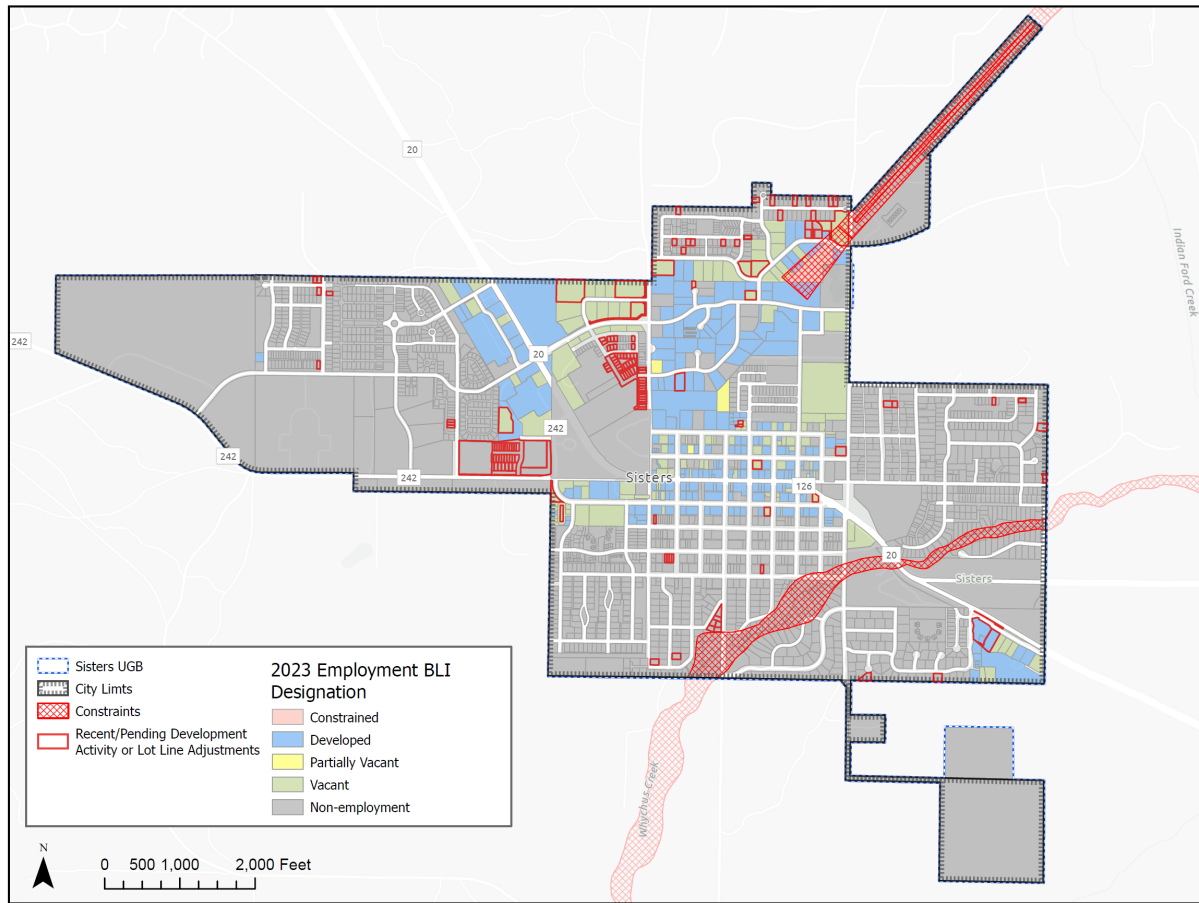 20
Indian Ford Creek
242
20
242
242
242
Sisters
126
20
Sisters
Whychus Creek
Sisters UGB
City Limts
Constraints
Recent/Pending Development
Activity or Lot Line Adjustments
2023 Employment BLI
Designation
Constrained
Developed
Partially Vacant
Vacant
Non-employment
N
0 500 1,000 2,000 Feet